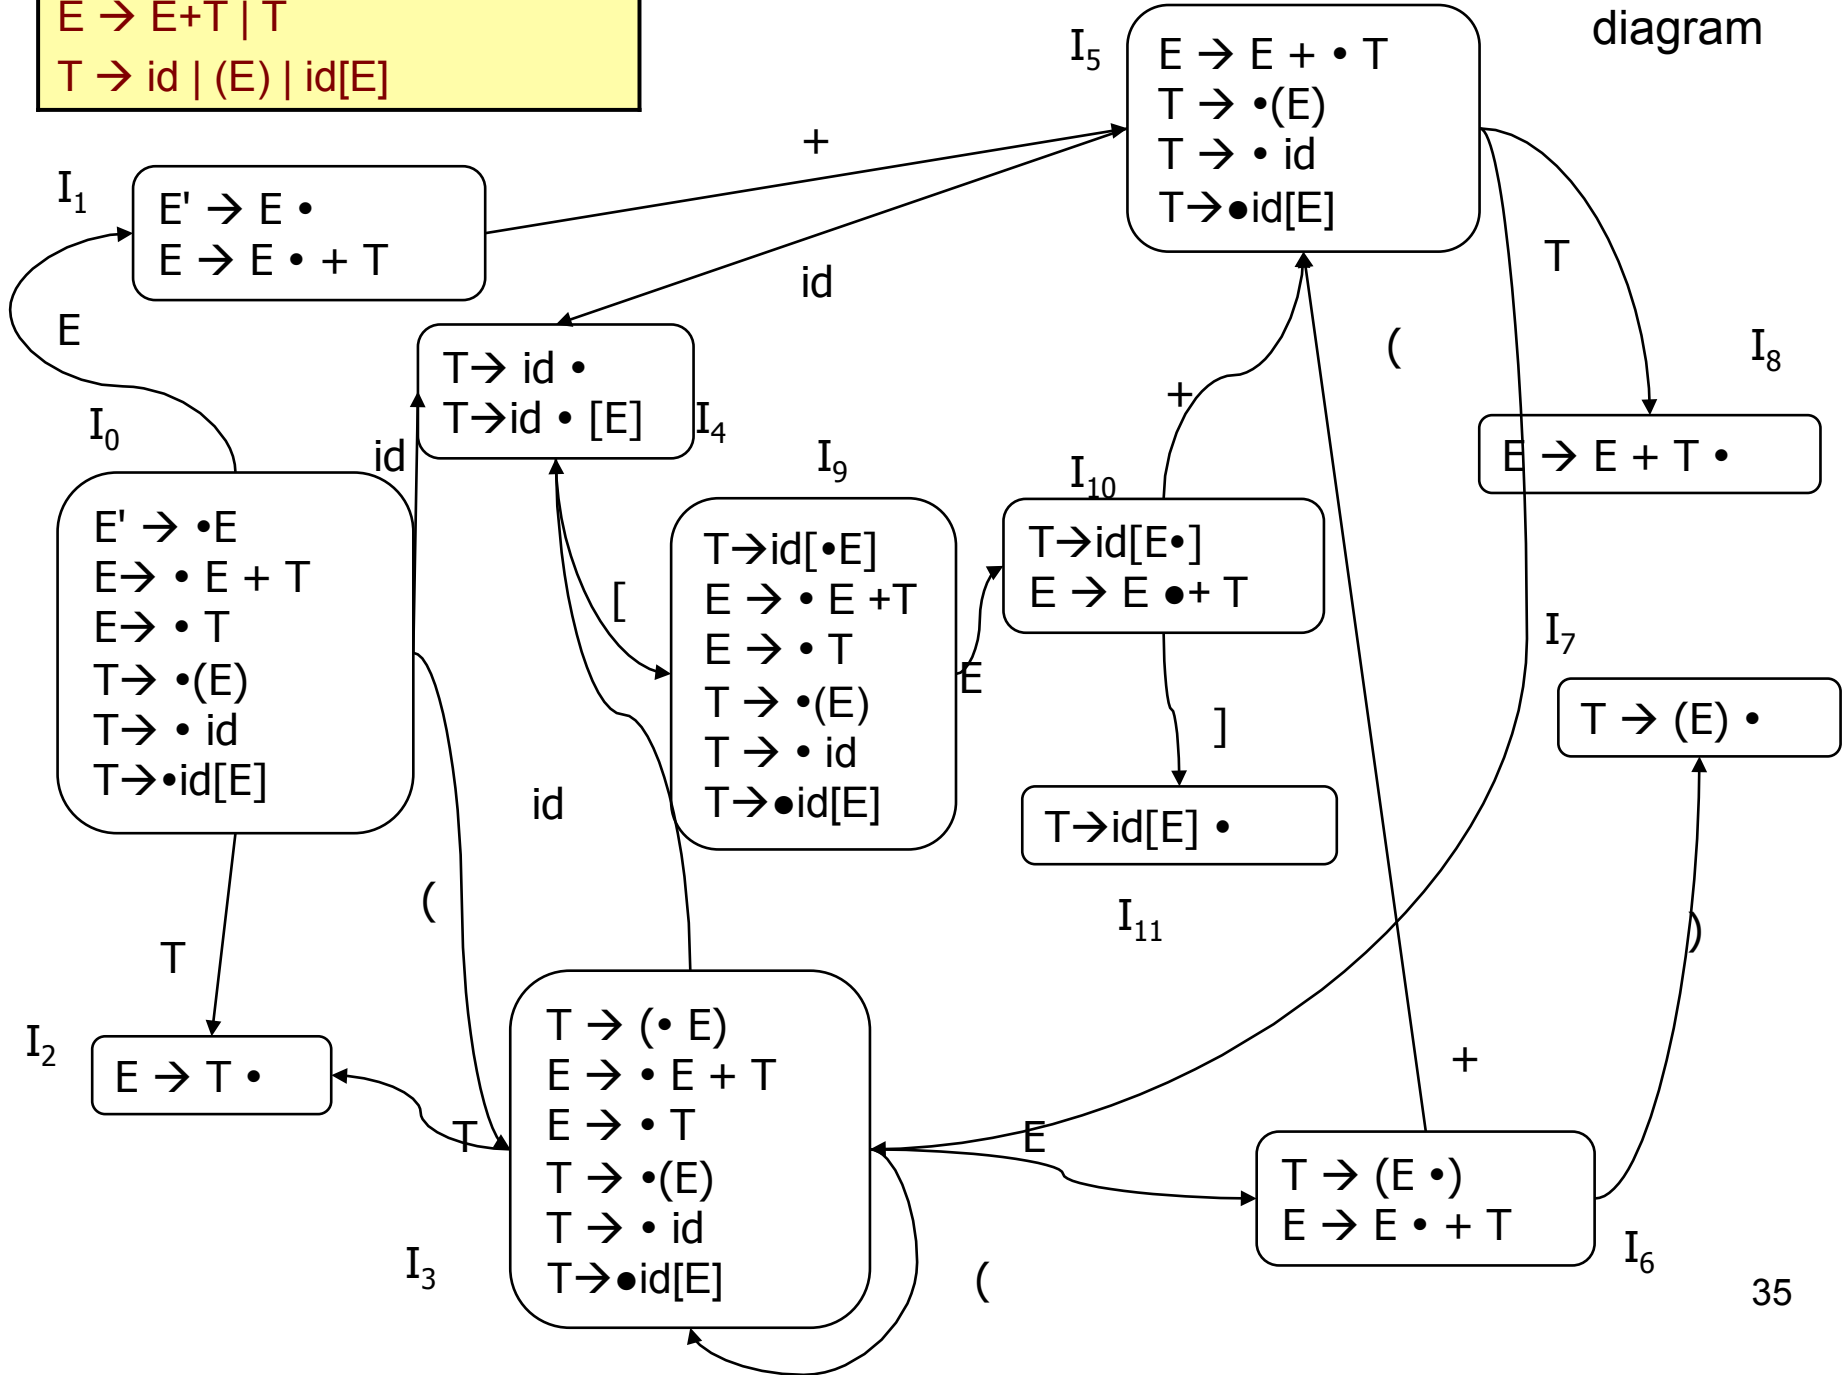 E → E+T | T
T → id | (E) | id[E]
diagram
I5
E → E + • T
T → •(E)
T → • id
T→●id[E]
+
I1
E' → E •
E → E • + T
id
T
E
(
I8
T→ id •
T→id • [E]
I4
+
I0
id
I9
I10
E → E + T •
E' → •E
E→ • E + T
E→ • T
T→ •(E)
T→ • id
T→•id[E]
[
T→id[•E]
E → • E +T
E → • T
T → •(E)
T → • id
T→●id[E]
E
T→id[E•]
E → E ●+ T
I7
T → (E) •
]
id
T→id[E] •
(
I11
)
T
I2
E → T •
T
T → (• E)
E → • E + T
E → • T
T → •(E)
T → • id
T→●id[E]
E
+
T → (E •)
E → E • + T
I3
(
I6
35